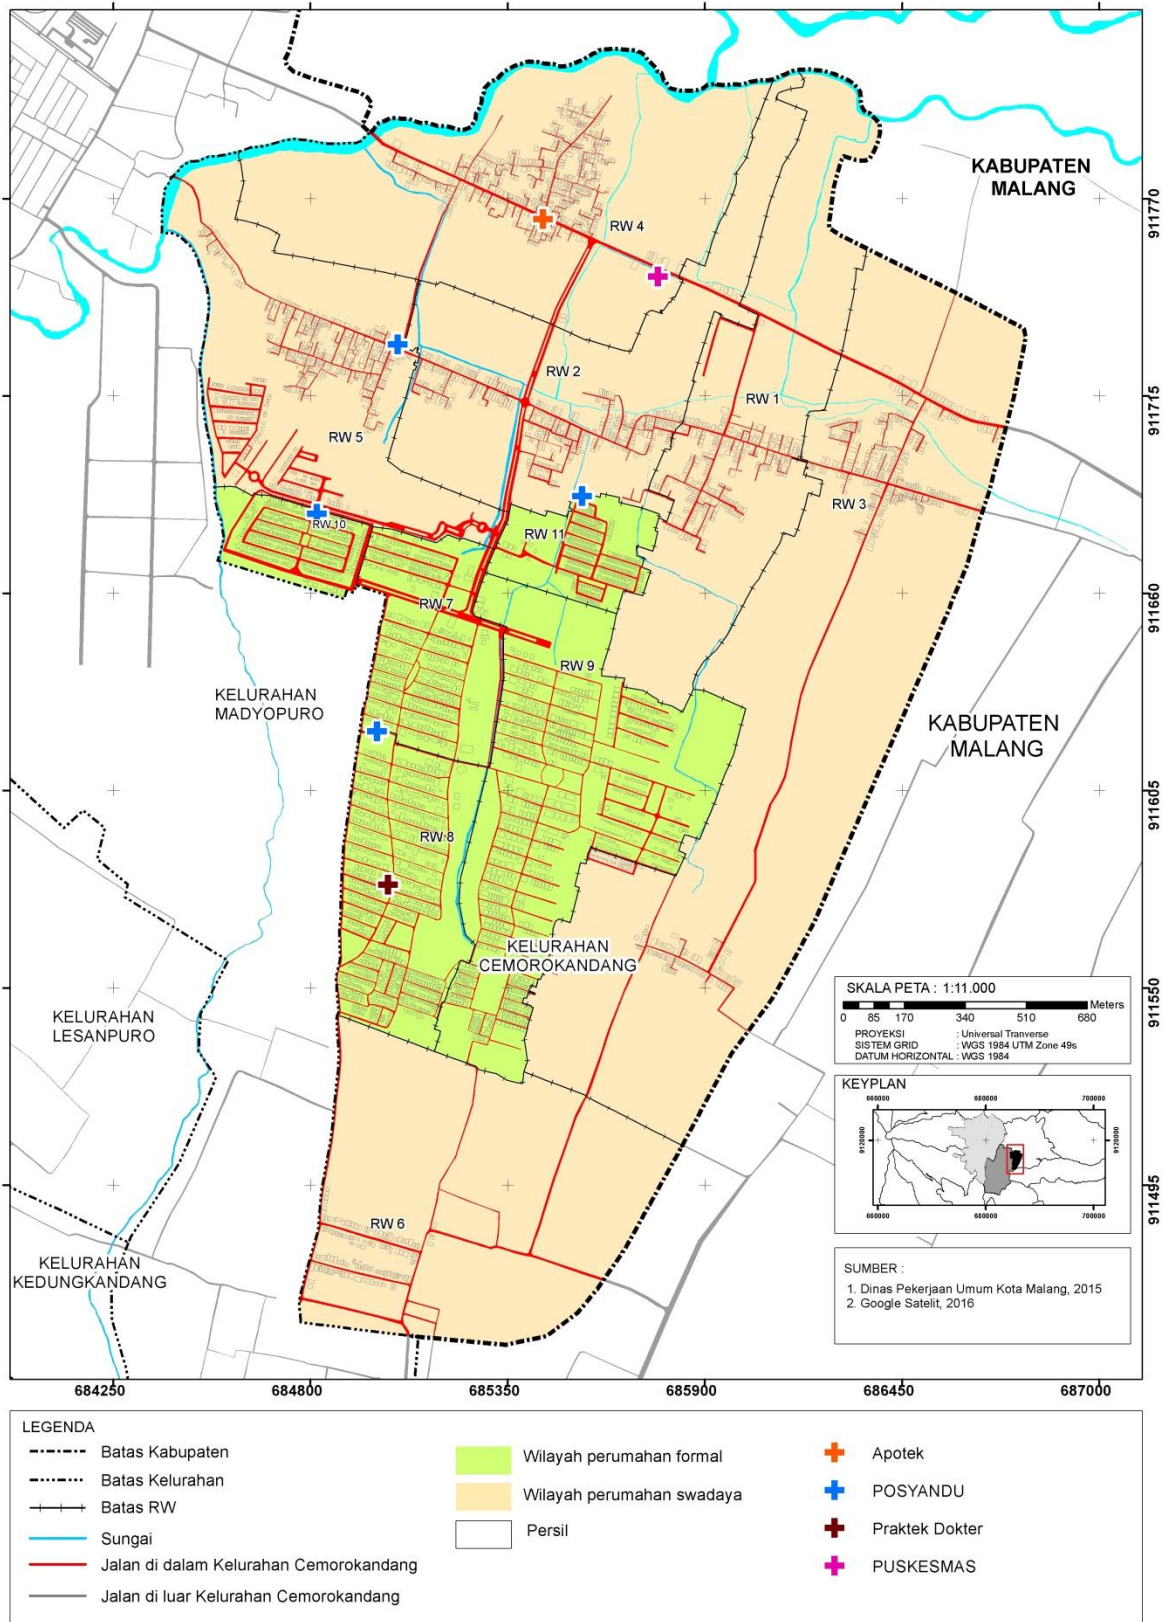 KABUPATEN
MALANG
911770
RW 4
RW 2
911715
RW 1
RW 5
RW 3
RW 10
RW 11
911660
RW 7
RW 9
KELURAHAN
MADYOPURO
KABUPATEN
MALANG
911605
RW 8
KELURAHAN
CEMOROKANDANG
KELURAHAN
LESANPURO
911550
SKALA PETA : 1:11.000
0 85 170 340 510 680 Meters
PROYEKSI : Universal Tranverse
SISTEM GRID : WGS 1984 UTM Zone 49s
DATUM HORIZONTAL : WGS 1984
KEYPLAN
660000 680000 700000
9120000 9120000
660000 680000 700000
911495
RW 6
KELURAHAN
KEDUNGKANDANG
SUMBER :
1. Dinas Pekerjaan Umum Kota Malang, 2015
2. Google Satelit, 2016
684250 684800 685350 685900 686450 687000
LEGENDA
Batas Kabupaten
Batas Kelurahan
Batas RW
Sungai
Jalan di dalam Kelurahan Cemorokandang
Jalan di luar Kelurahan Cemorokandang
Wilayah perumahan formal
Wilayah perumahan swadaya
Persil
Apotek
POSYANDU
Praktek Dokter
PUSKESMAS